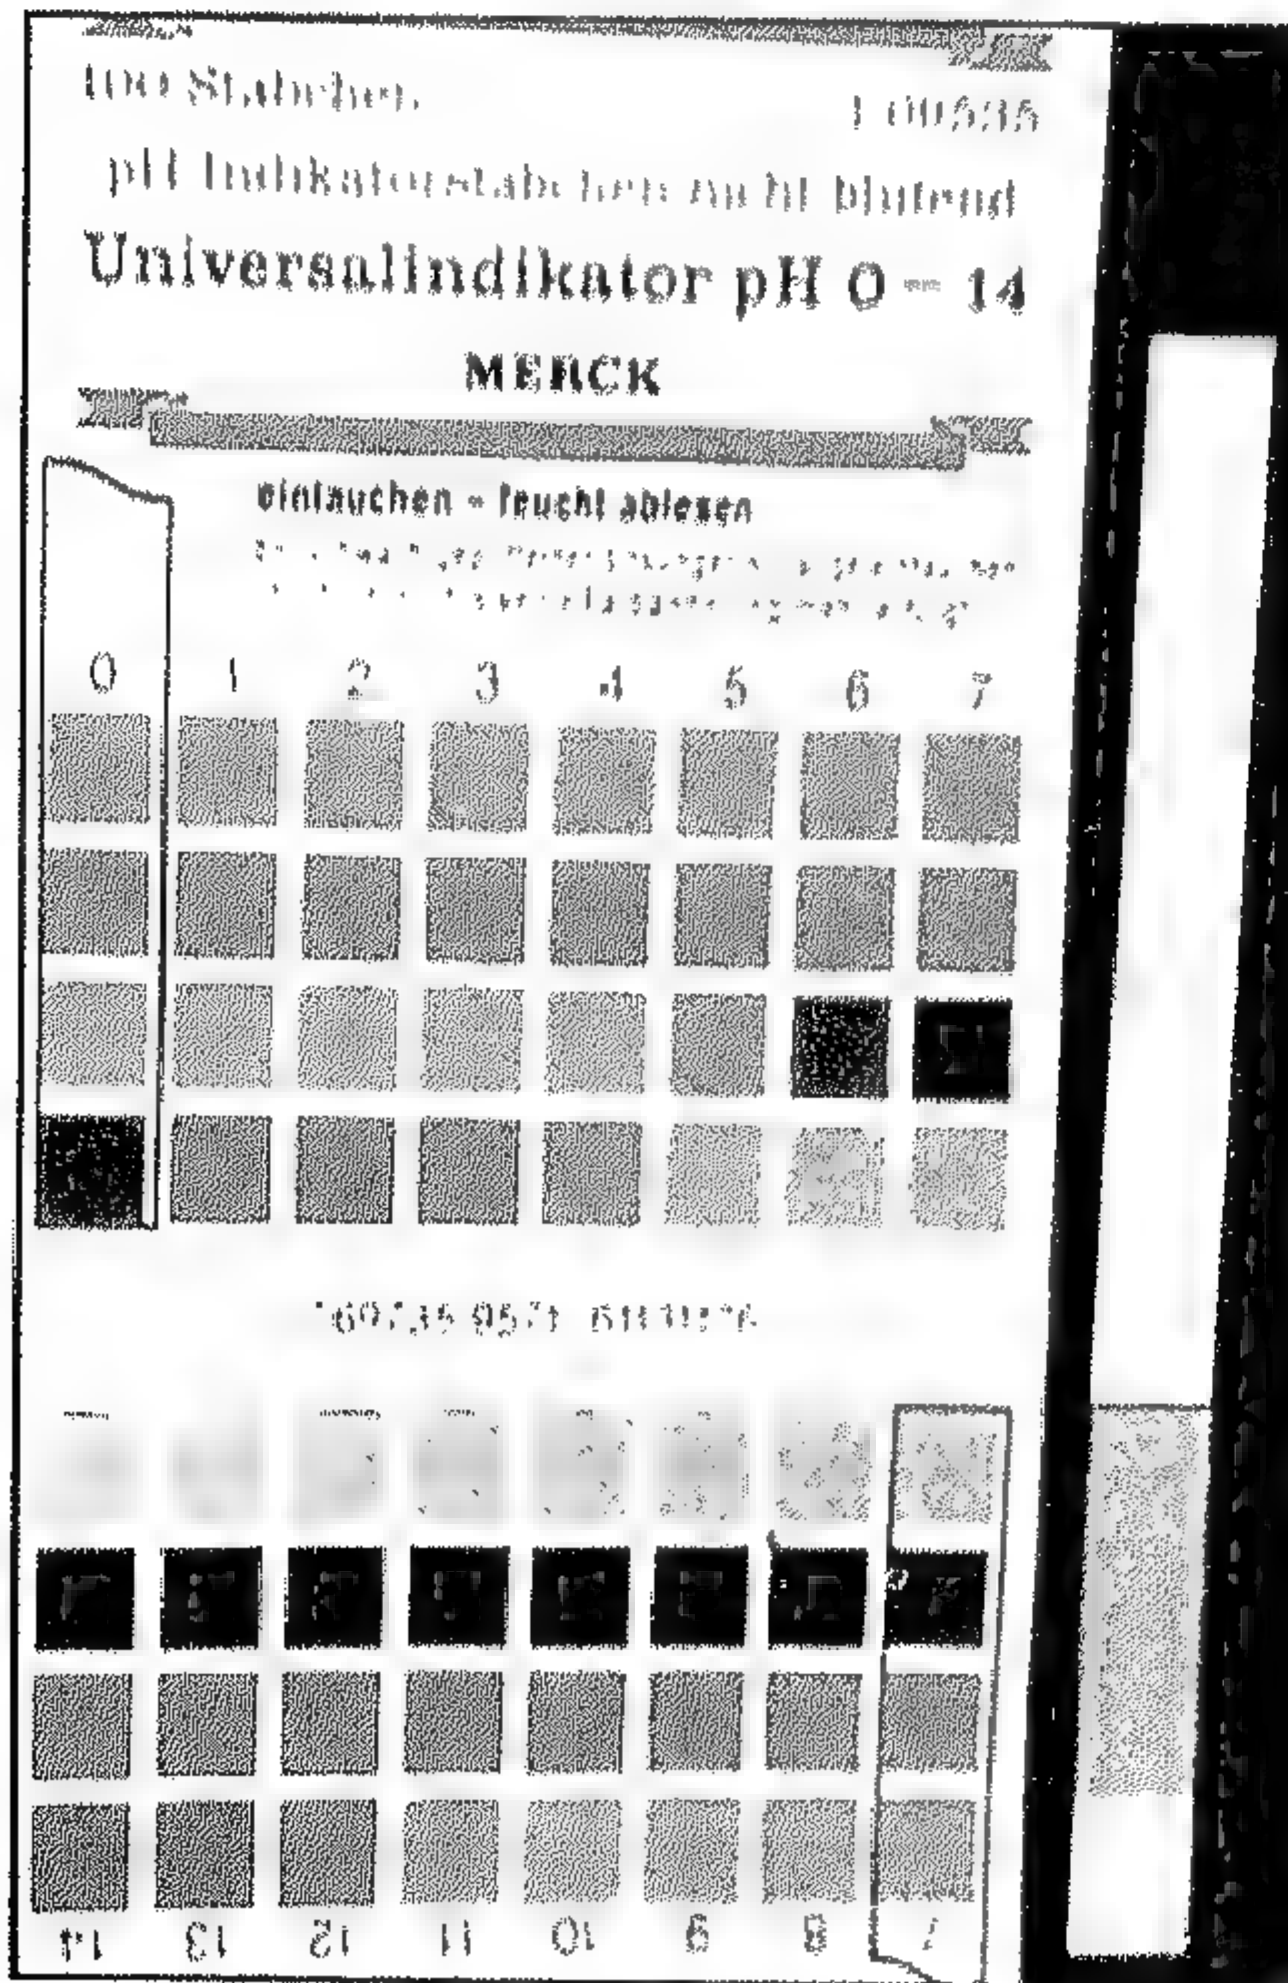 100 Stäbchen
1.09535
pH Indikatorstäbchen nicht blutend
Universalindikator pH 0 - 14
MERCK
eintauchen - feucht ablesen
0 1 2 3 4 5 6 7
14 13 12 11 10 9 8 7